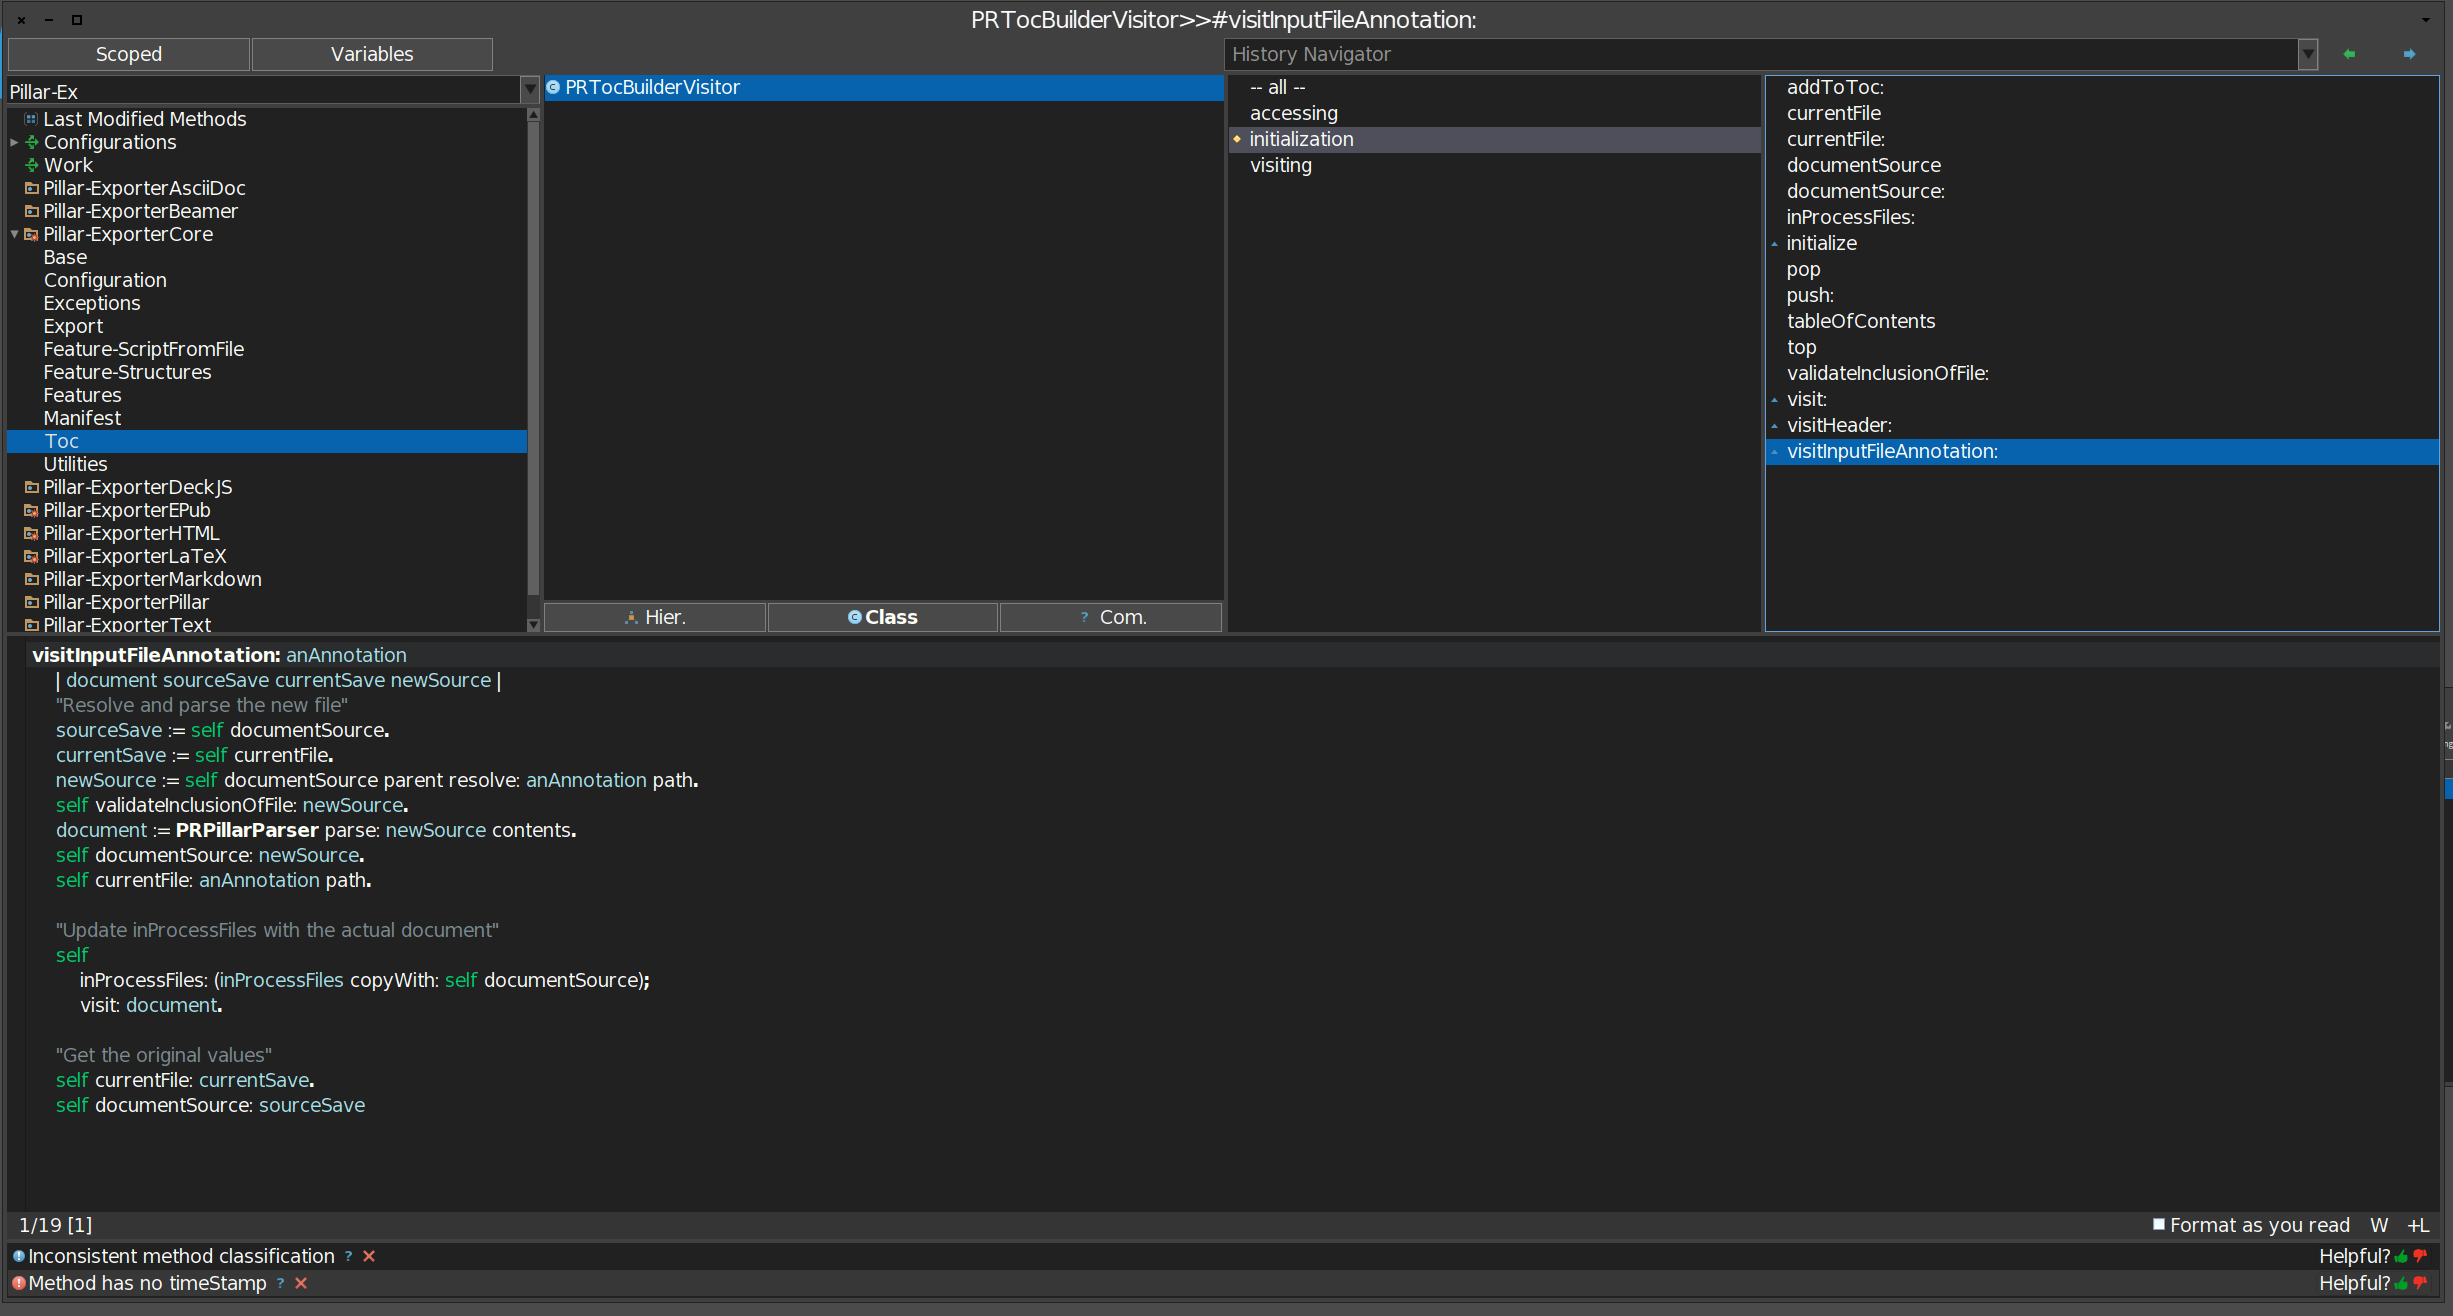 PRTocBuilderVisitor>>#visitInputFileAnnotation:
Scoped
Variables
History Navigator
Pillar-Ex
Last Modified Methods
Configurations
Work
Pillar-ExporterAsciiDoc
Pillar-ExporterBeamer
Pillar-ExporterCore
Base
Configuration
Exceptions
Export
Feature-ScriptFromFile
Feature-Structures
Features
Manifest
Toc
Utilities
Pillar-ExporterDeckJS
Pillar-ExporterEPub
Pillar-ExporterHTML
Pillar-ExporterLaTeX
Pillar-ExporterMarkdown
Pillar-ExporterPillar
Pillar-ExporterText
PRTocBuilderVisitor
Hier.
Class
? Com.
-- all --
accessing
initialization
visiting
addToToc:
currentFile
currentFile:
documentSource
documentSource:
inProcessFiles:
initialize
pop
push:
tableOfContents
top
validateInclusionOfFile:
visit:
visitHeader:
visitInputFileAnnotation:
visitInputFileAnnotation: anAnnotation
| document sourceSave currentSave newSource |
"Resolve and parse the new file"
sourceSave := self documentSource.
currentSave := self currentFile.
newSource := self documentSource parent resolve: anAnnotation path.
self validateInclusionOfFile: newSource.
document := PRPillarParser parse: newSource contents.
self documentSource: newSource.
self currentFile: anAnnotation path.
"Update inProcessFiles with the actual document"
self
inProcessFiles: (inProcessFiles copyWith: self documentSource);
visit: document.
"Get the original values"
self currentFile: currentSave.
self documentSource: sourceSave
1/19 [1]
Format as you read W +L
Inconsistent method classification ? Helpful?
Method has no timeStamp ? Helpful?